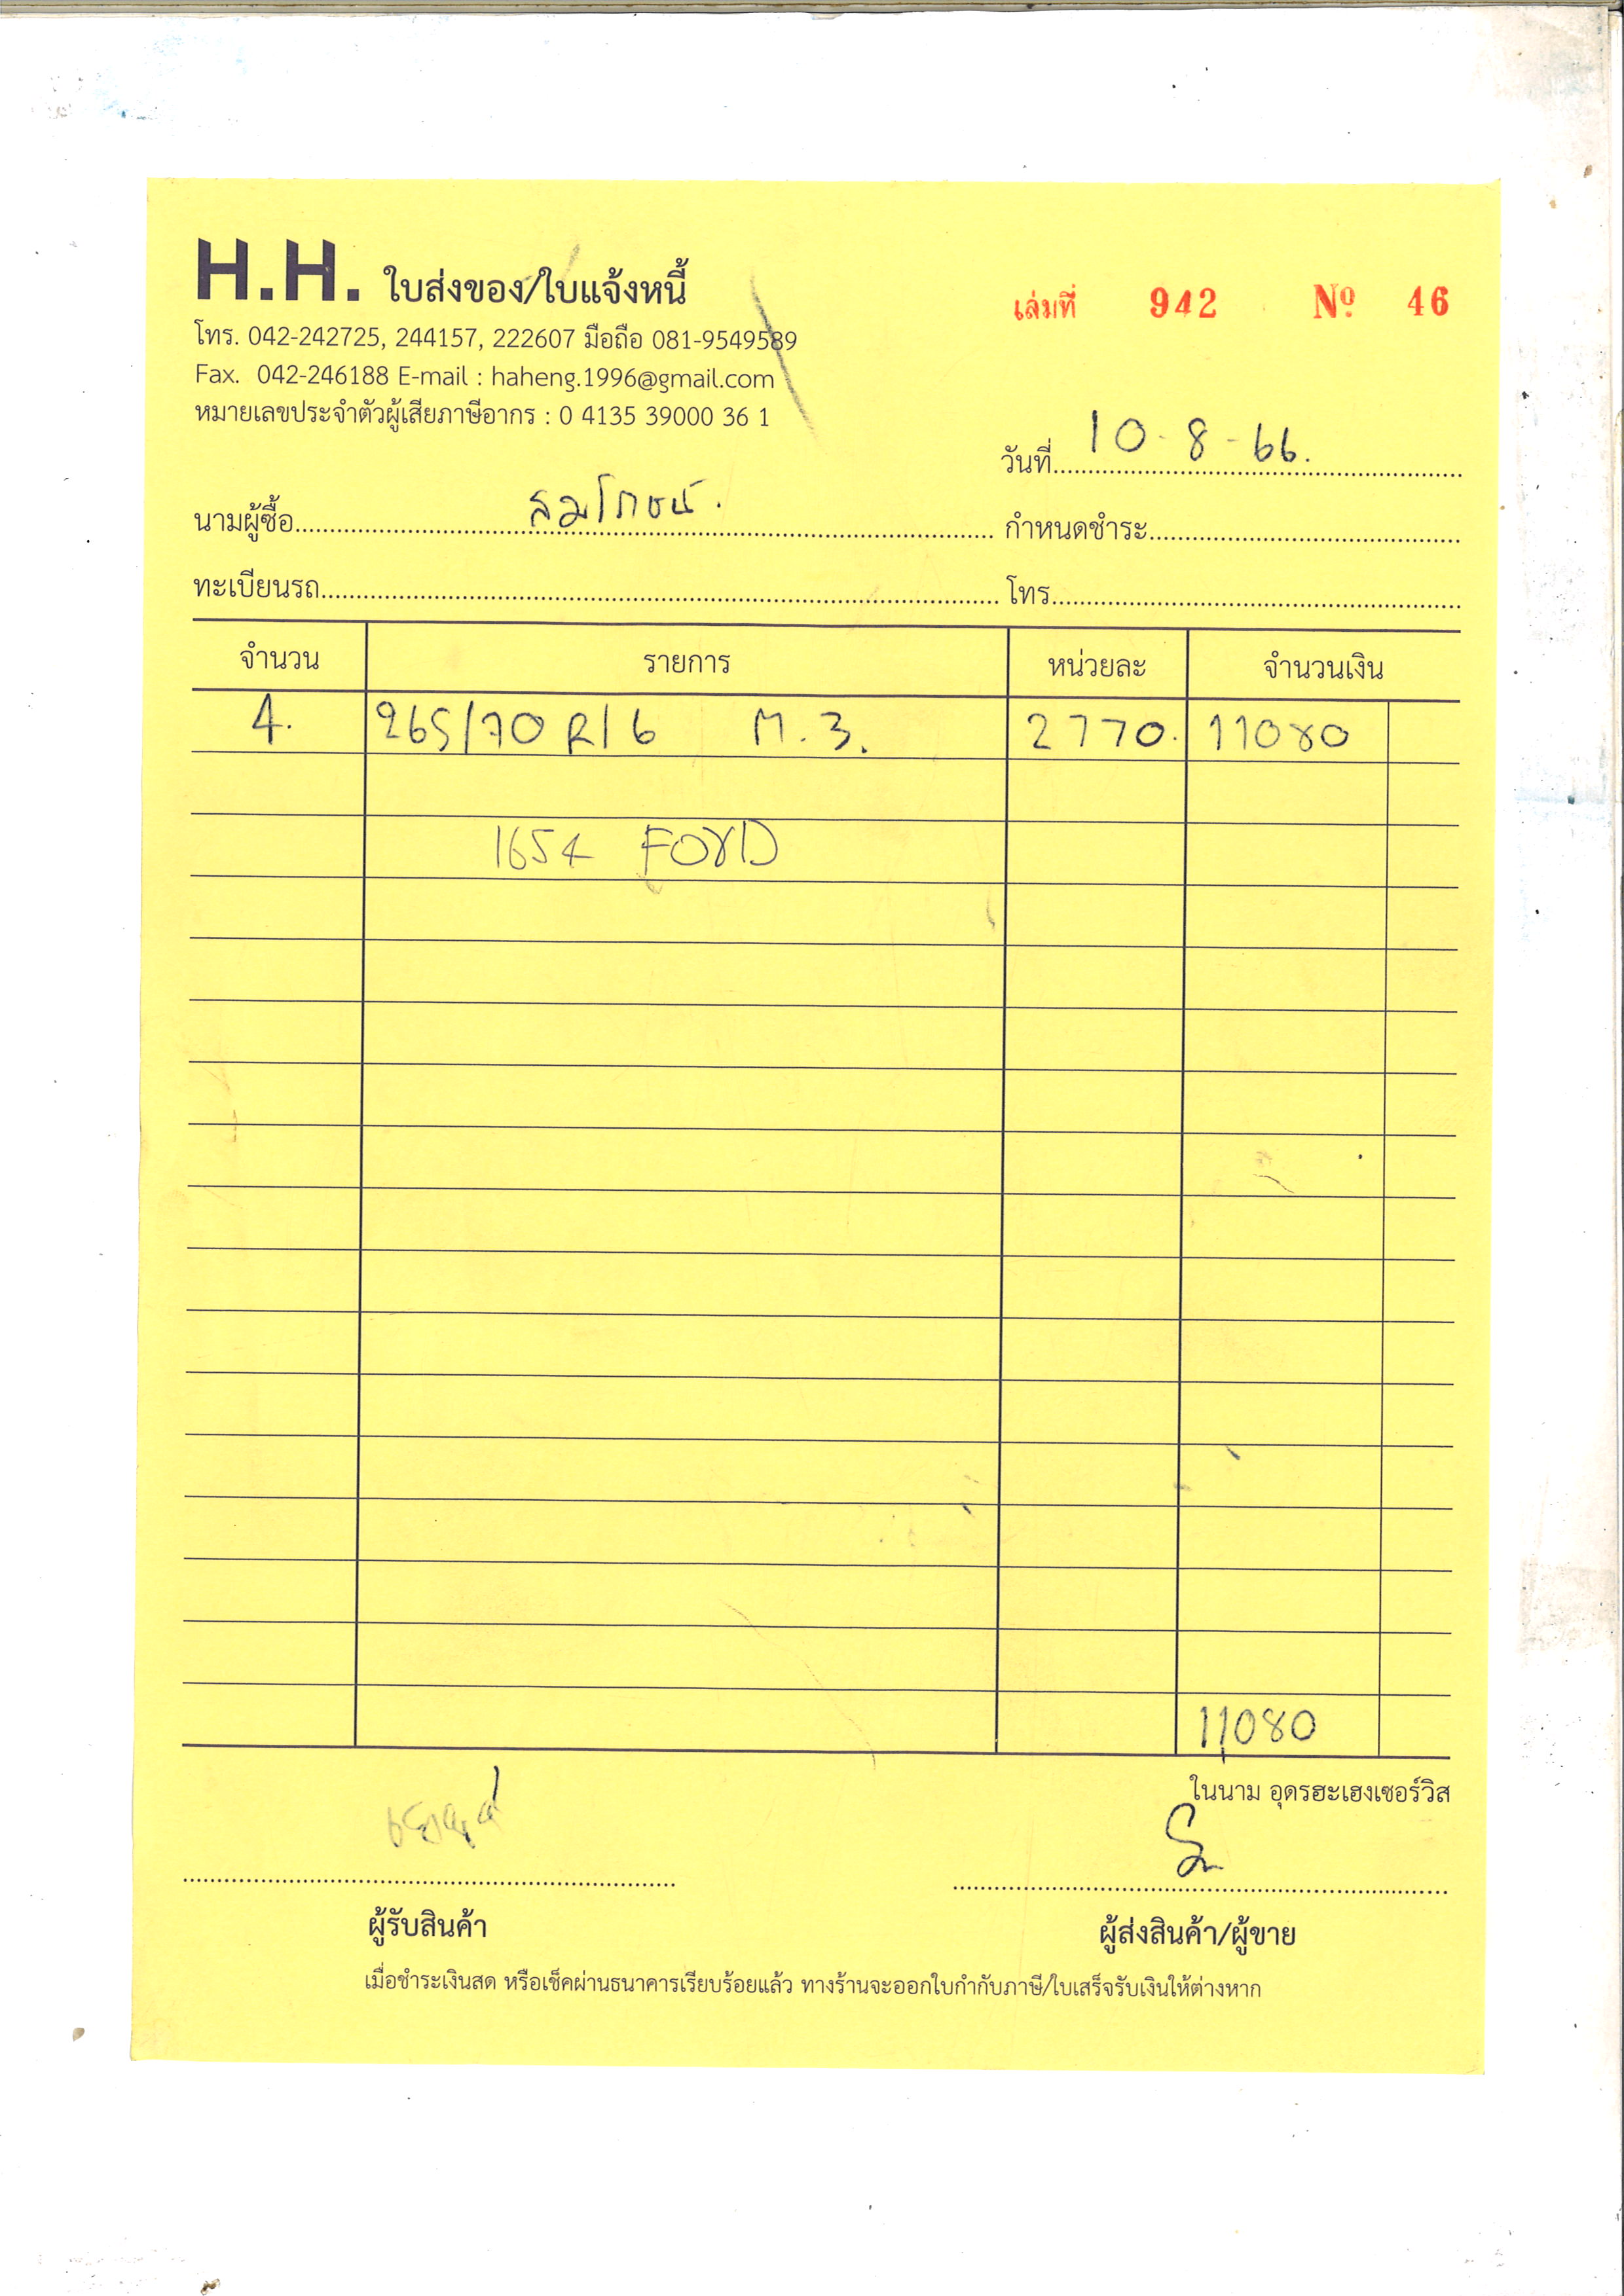 H.H. ใบส่งของ/ใบแจ้งหนี้
เล่มที่ 942 Nº 46
โทร. 042-242725, 244157, 222607 มือถือ 081-9549589
Fax. 042-246188 E-mail : haheng.1996@gmail.com
หมายเลขประจำตัวผู้เสียภาษีอากร : 0 4135 39000 36 1
วันที่ 10-8-66.
นามผู้ซื้อ สมโภชน์. กำหนดชำระ
ทะเบียนรถ โทร
จำนวน รายการ หน่วยละ จำนวนเงิน
4. 265/70 R16 M.3. 2770. 11080
1654 FORD
11080
ในนาม อุดรฮะเฮงเซอร์วิส
ผู้รับสินค้า ผู้ส่งสินค้า/ผู้ขาย
เมื่อชำระเงินสด หรือเช็คผ่านธนาคารเรียบร้อยแล้ว ทางร้านจะออกใบกำกับภาษี/ใบเสร็จรับเงินให้ต่างหาก